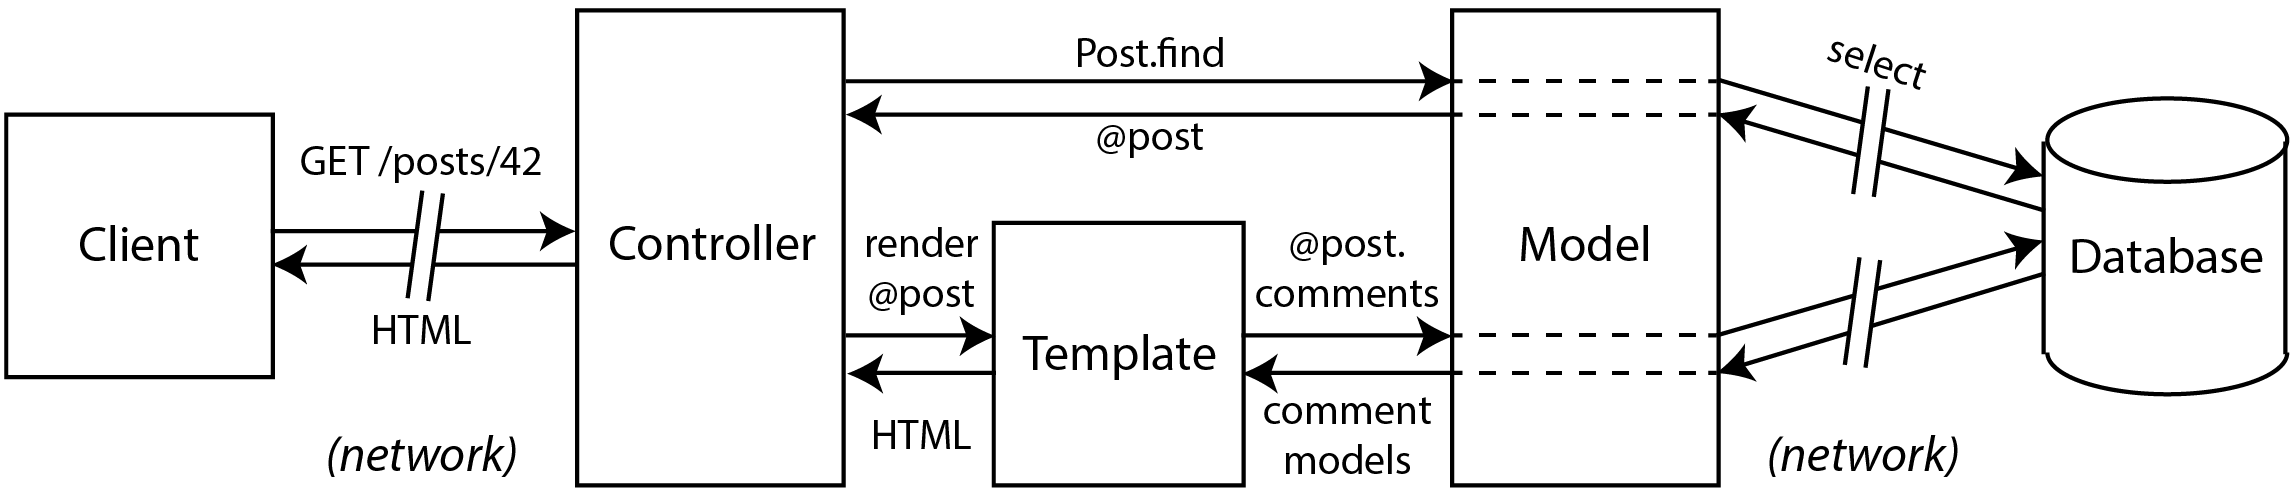 Client
GET /posts/42
HTML
(network)
Controller
Post.find
@post
render
@post
HTML
Template
@post.
comments
comment
models
Model
select
(network)
Database